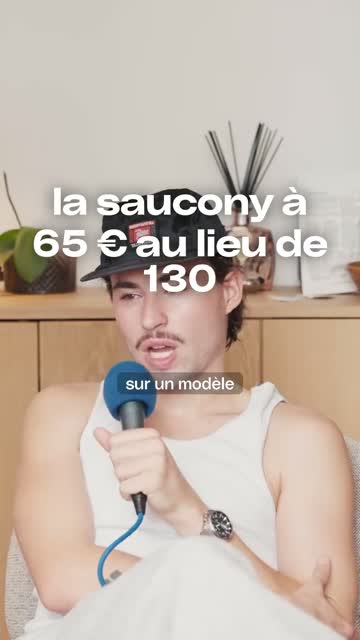 la saucony à
65 € au lieu de
130
sur un modèle